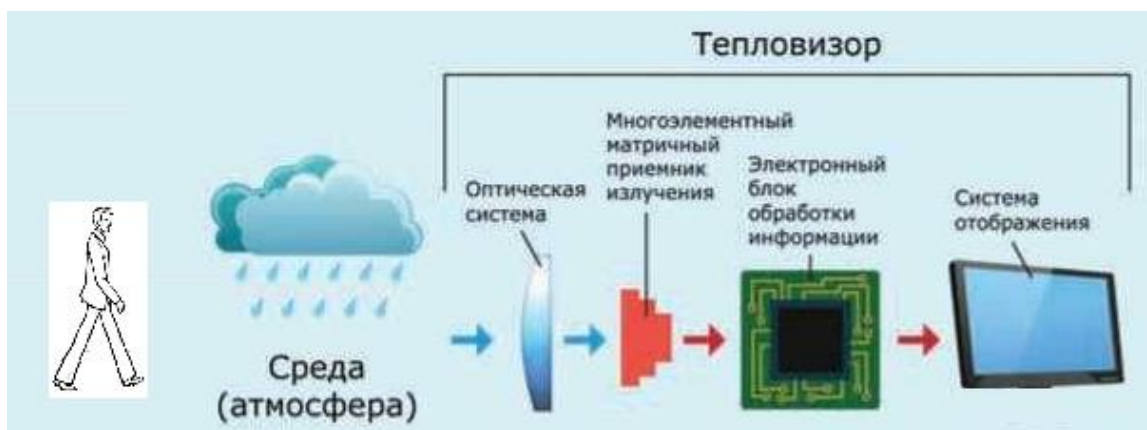 Тепловизор
Многоэлементный
матричный
приемник
излучения
Электронный
блок
обработки
информации
Оптическая
система
Система
отображения
Среда
(атмосфера)